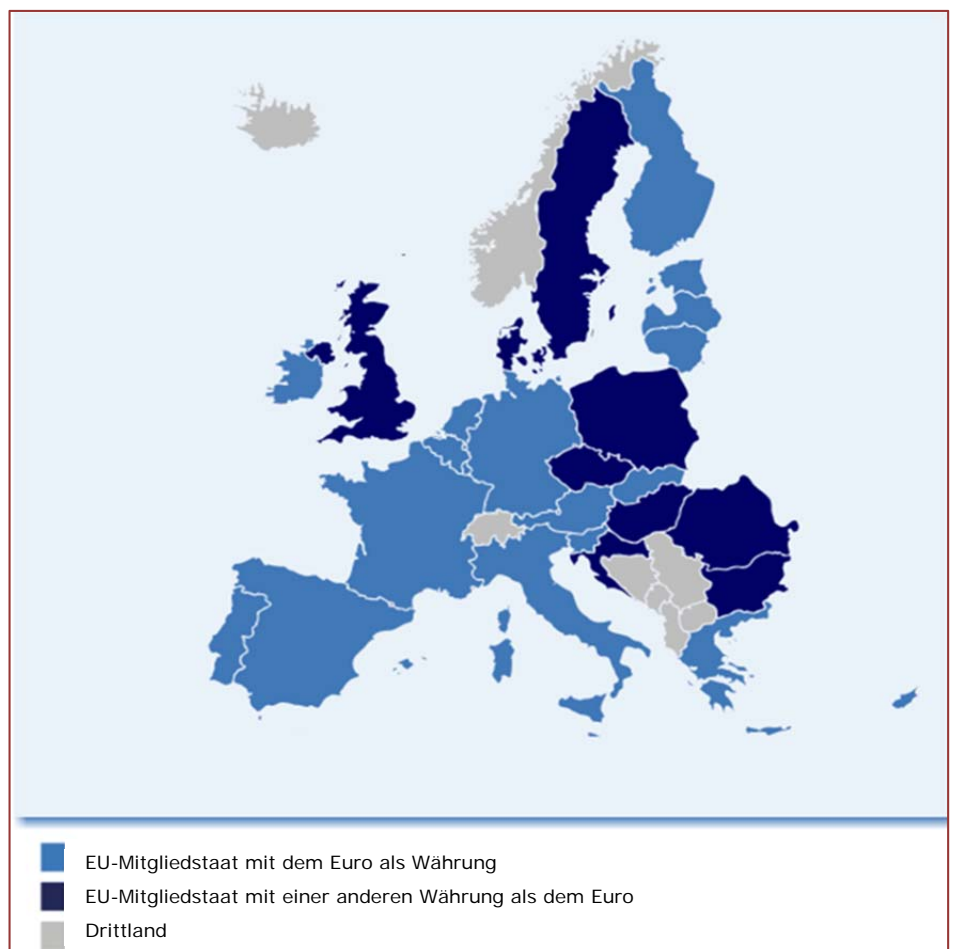 EU-Mitgliedstaat mit dem Euro als Währung
EU-Mitgliedstaat mit einer anderen Währung als dem Euro
Drittland